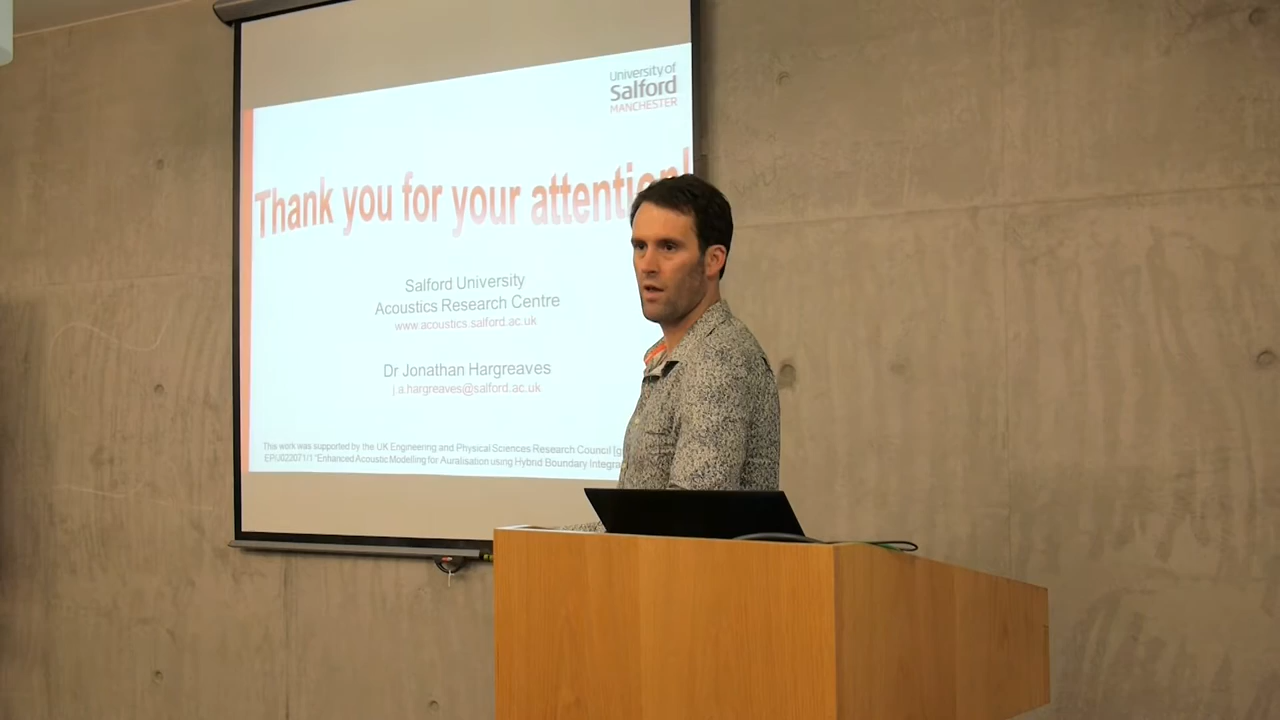 University of
Salford
MANCHESTER
Thank you for your attention!
Salford University
Acoustics Research Centre
www.acoustics.salford.ac.uk
Dr Jonathan Hargreaves
j.a.hargreaves@salford.ac.uk
This work was supported by the UK Engineering and Physical Sciences Research Council [g
EP/J022071/1 "Enhanced Acoustic Modelling for Auralisation using Hybrid Boundary Integra